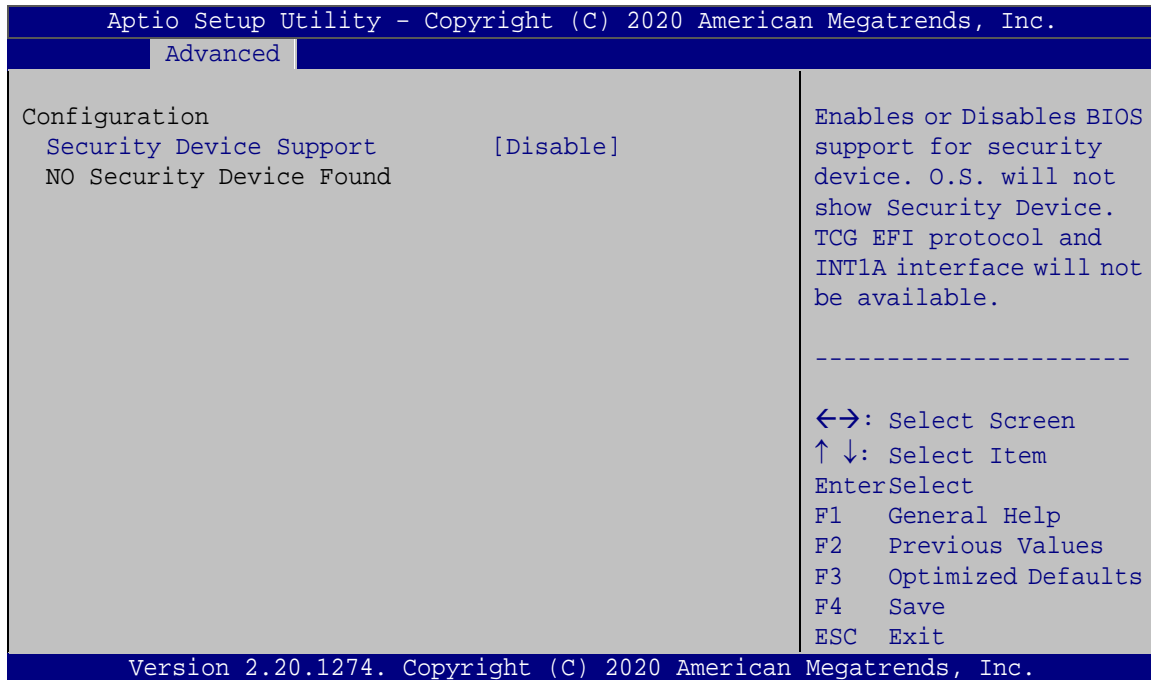 Aptio Setup Utility – Copyright (C) 2020 American Megatrends, Inc.
Advanced
Configuration
Security Device Support [Disable]
NO Security Device Found
Enables or Disables BIOS
support for security
device. O.S. will not
show Security Device.
TCG EFI protocol and
INT1A interface will not
be available.
----------------------
←→: Select Screen
↑ ↓: Select Item
EnterSelect
F1 General Help
F2 Previous Values
F3 Optimized Defaults
F4 Save
ESC Exit
Version 2.20.1274. Copyright (C) 2020 American Megatrends, Inc.